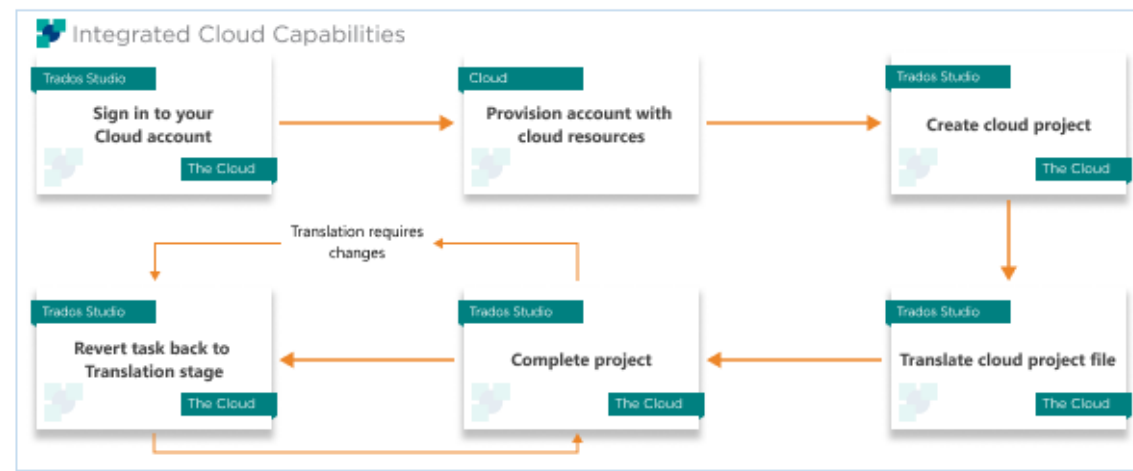 Integrated Cloud Capabilities
Trados Studio
Sign in to your
Cloud account
The Cloud
Cloud
Provision account with
cloud resources
Trados Studio
Create cloud project
The Cloud
Translation requires
changes
Trados Studio
Revert task back to
Translation stage
The Cloud
Trados Studio
Complete project
The Cloud
Trados Studio
Translate cloud project file
The Cloud